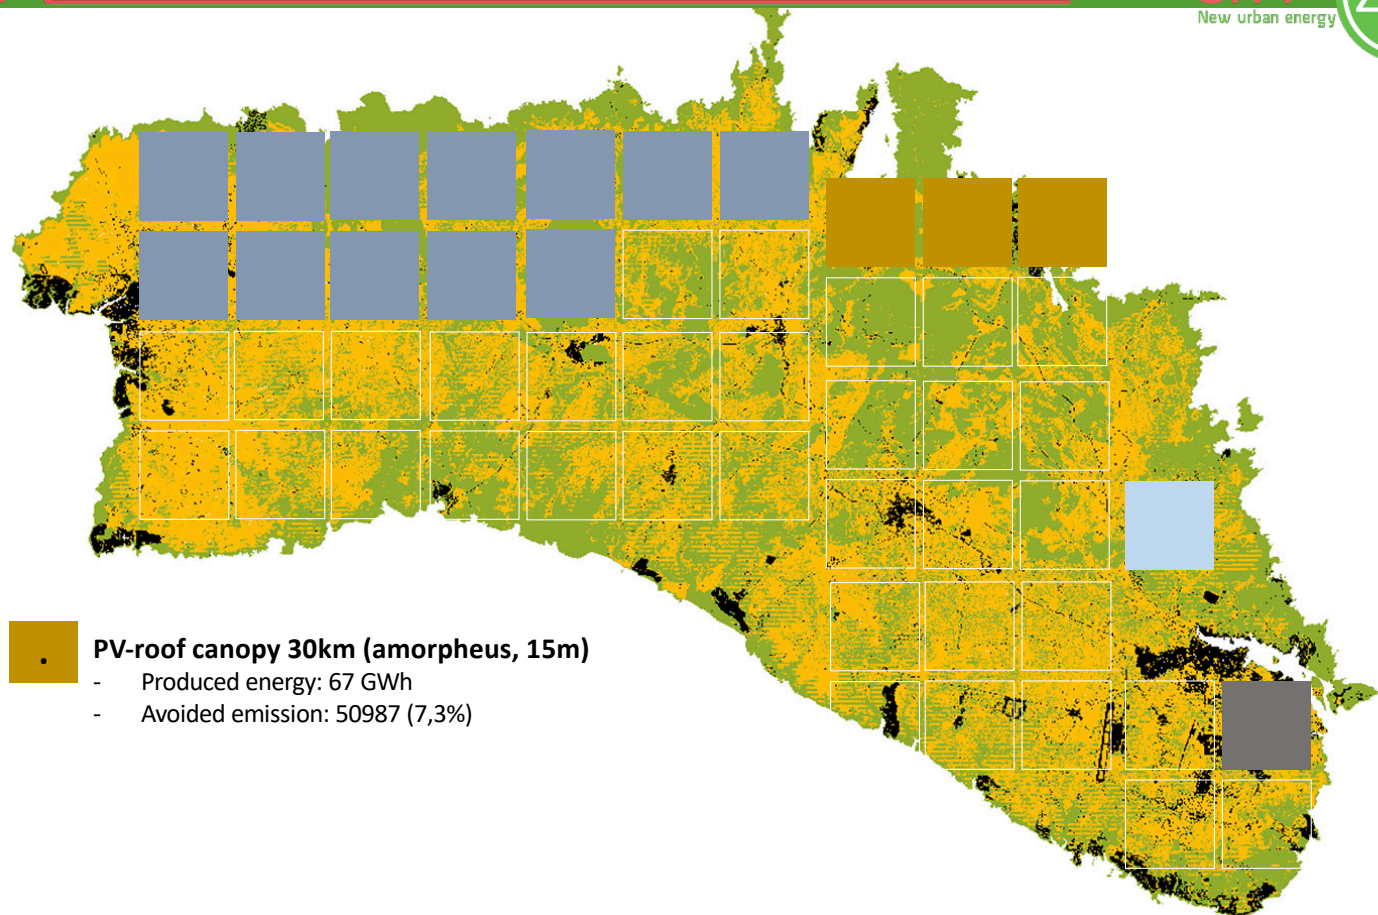 New urban energy
PV-roof canopy 30km (amorpheus, 15m)
- Produced energy: 67 GWh
- Avoided emission: 50987 (7,3%)